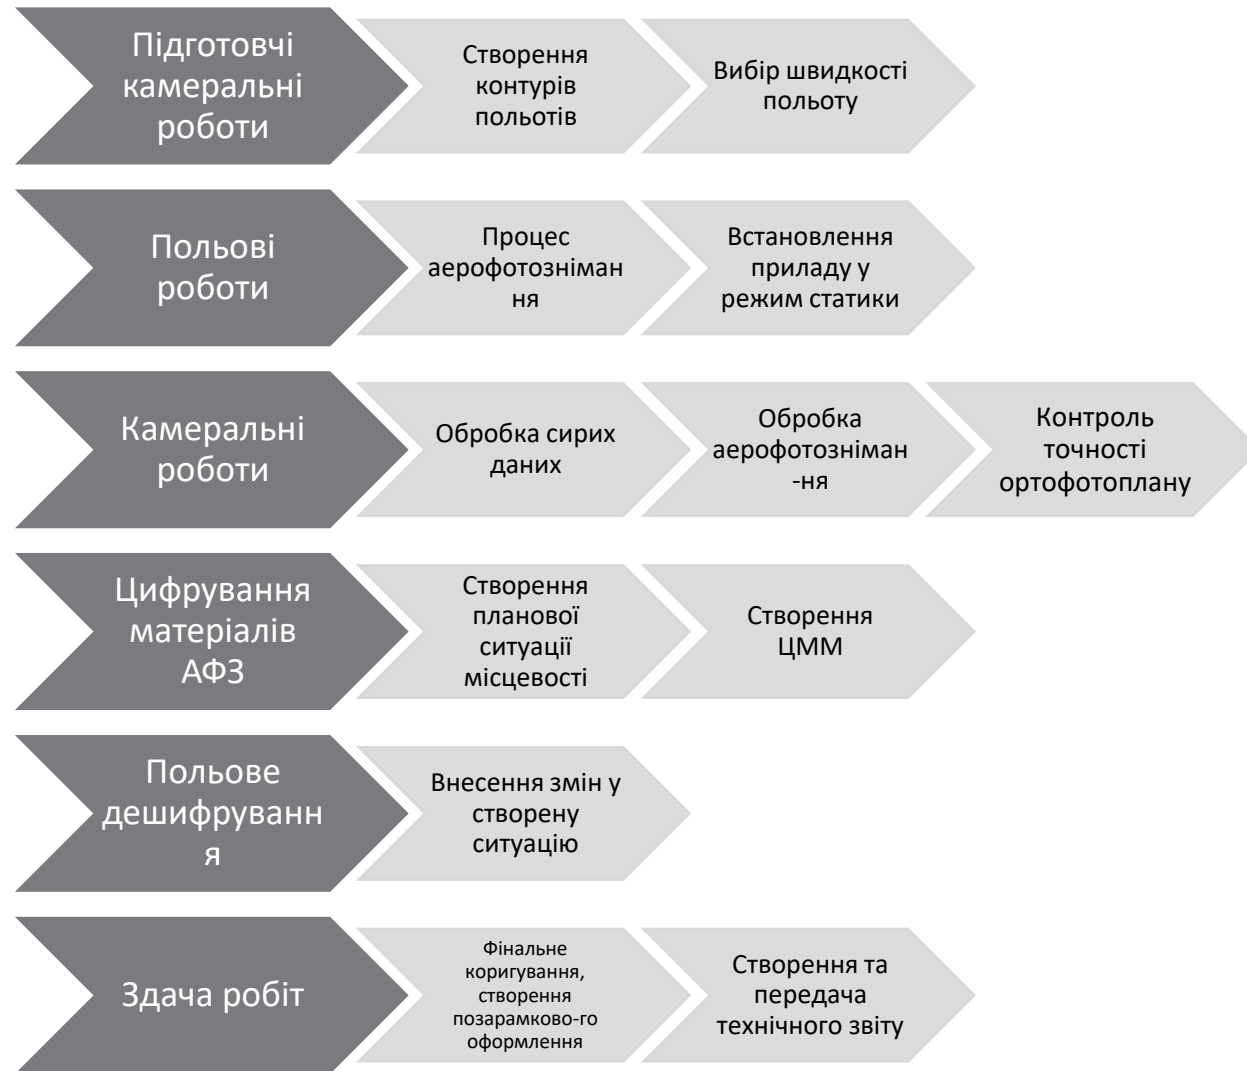 Підготовчі
камеральні
роботи
Створення
контурів
польотів
Вибір швидкості
польоту
Польові
роботи
Процес
аерофотозніман
ня
Встановлення
приладу у
режим статики
Камеральні
роботи
Обробка сирих
даних
Обробка
аерофотозніман
-ня
Контроль
точності
ортофотоплану
Цифрування
матеріалів
АФЗ
Створення
планової
ситуації
місцевості
Створення
ЦММ
Польове
дешифруванн
я
Внесення змін у
створену
ситуацію
Здача робіт
Фінальне
коригування,
створення
позарамково-го
оформлення
Створення та
передача
технічного звіту